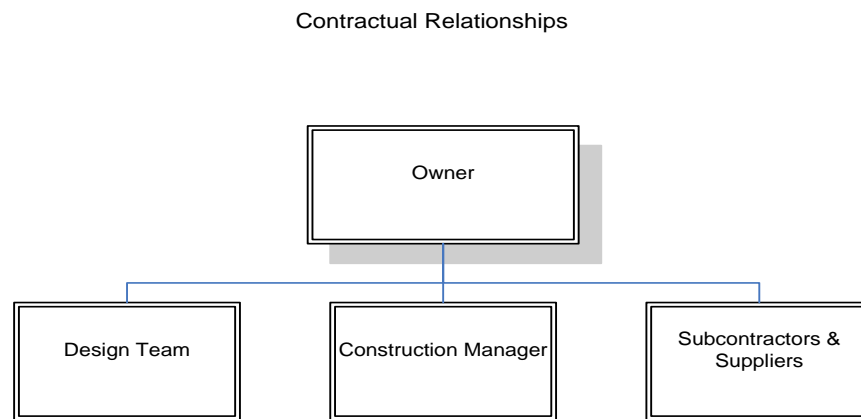 Contractual Relationships
Owner
Design Team
Construction Manager
Subcontractors &
Suppliers